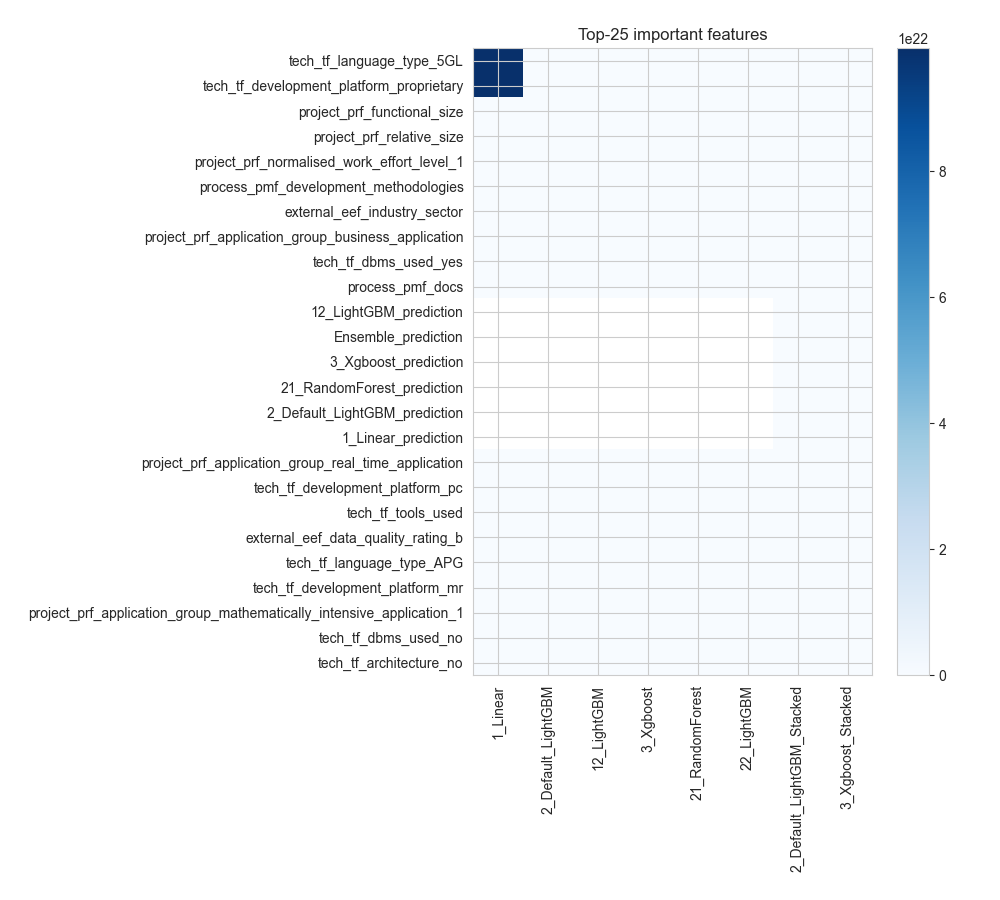 Top-25 important features
1e22
tech_tf_language_type_5GL
tech_tf_development_platform_proprietary
project_prf_functional_size
project_prf_relative_size
project_prf_normalised_work_effort_level_1
process_pmf_development_methodologies
external_eef_industry_sector
project_prf_application_group_business_application
tech_tf_dbms_used_yes
process_pmf_docs
12_LightGBM_prediction
Ensemble_prediction
3_Xgboost_prediction
21_RandomForest_prediction
2_Default_LightGBM_prediction
1_Linear_prediction
project_prf_application_group_real_time_application
tech_tf_development_platform_pc
tech_tf_tools_used
external_eef_data_quality_rating_b
tech_tf_language_type_APG
tech_tf_development_platform_mr
project_prf_application_group_mathematically_intensive_application_1
tech_tf_dbms_used_no
tech_tf_architecture_no
8
6
4
2
0
1_Linear
2_Default_LightGBM
12_LightGBM
3_Xgboost
21_RandomForest
22_LightGBM
2_Default_LightGBM_Stacked
3_Xgboost_Stacked